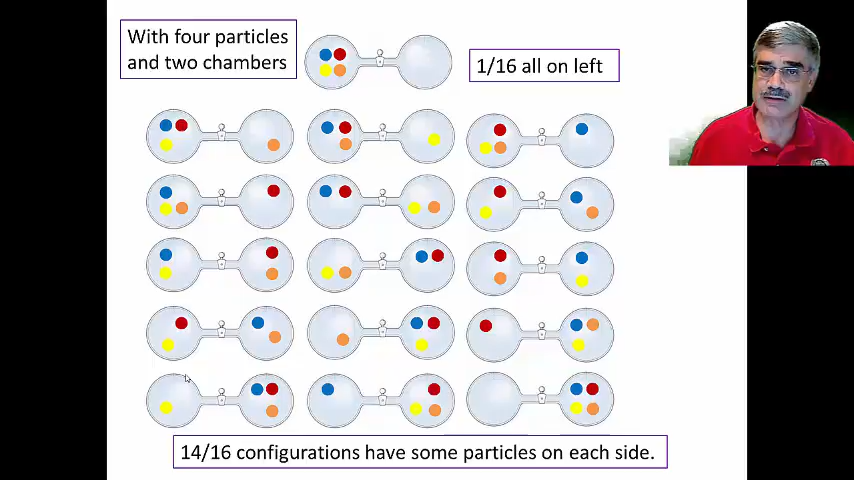 With four particles
and two chambers
1/16 all on left
14/16 configurations have some particles on each side.